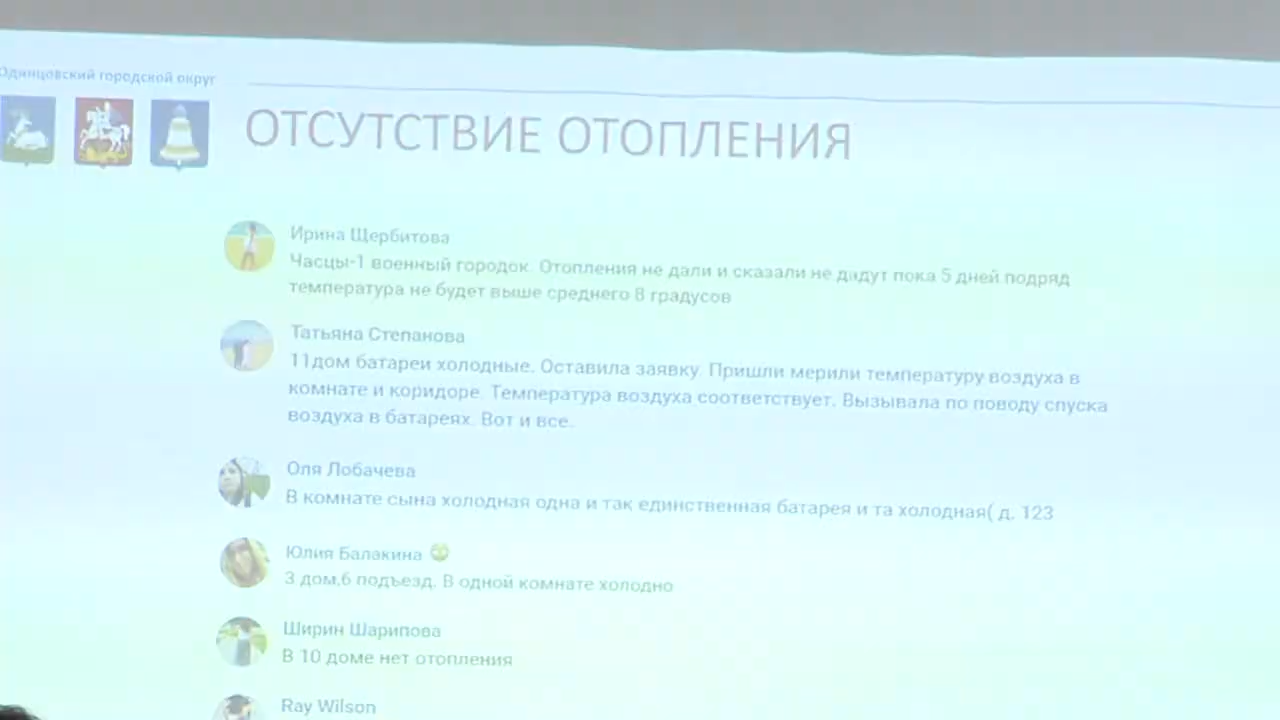 Одинцовский городской округ
ОТСУТСТВИЕ ОТОПЛЕНИЯ
Ирина Щербитова
Часцы-1 военный городок. Отопления не дали и сказали не дадут пока 5 дней подряд
температура не будет выше среднего 8 градусов
Татьяна Степанова
11дом батареи холодные. Оставила заявку. Пришли мерили температуру воздуха в
комнате и коридоре. Температура воздуха соответствует. Вызывала по поводу спуска
воздуха в батареях. Вот и все.
Оля Лобачева
В комнате сына холодная одна и так единственная батарея и та холодная( д. 123
Юлия Балакина
3 дом,6 подъезд. В одной комнате холодно
Ширин Шарипова
В 10 доме нет отопления
Ray Wilson